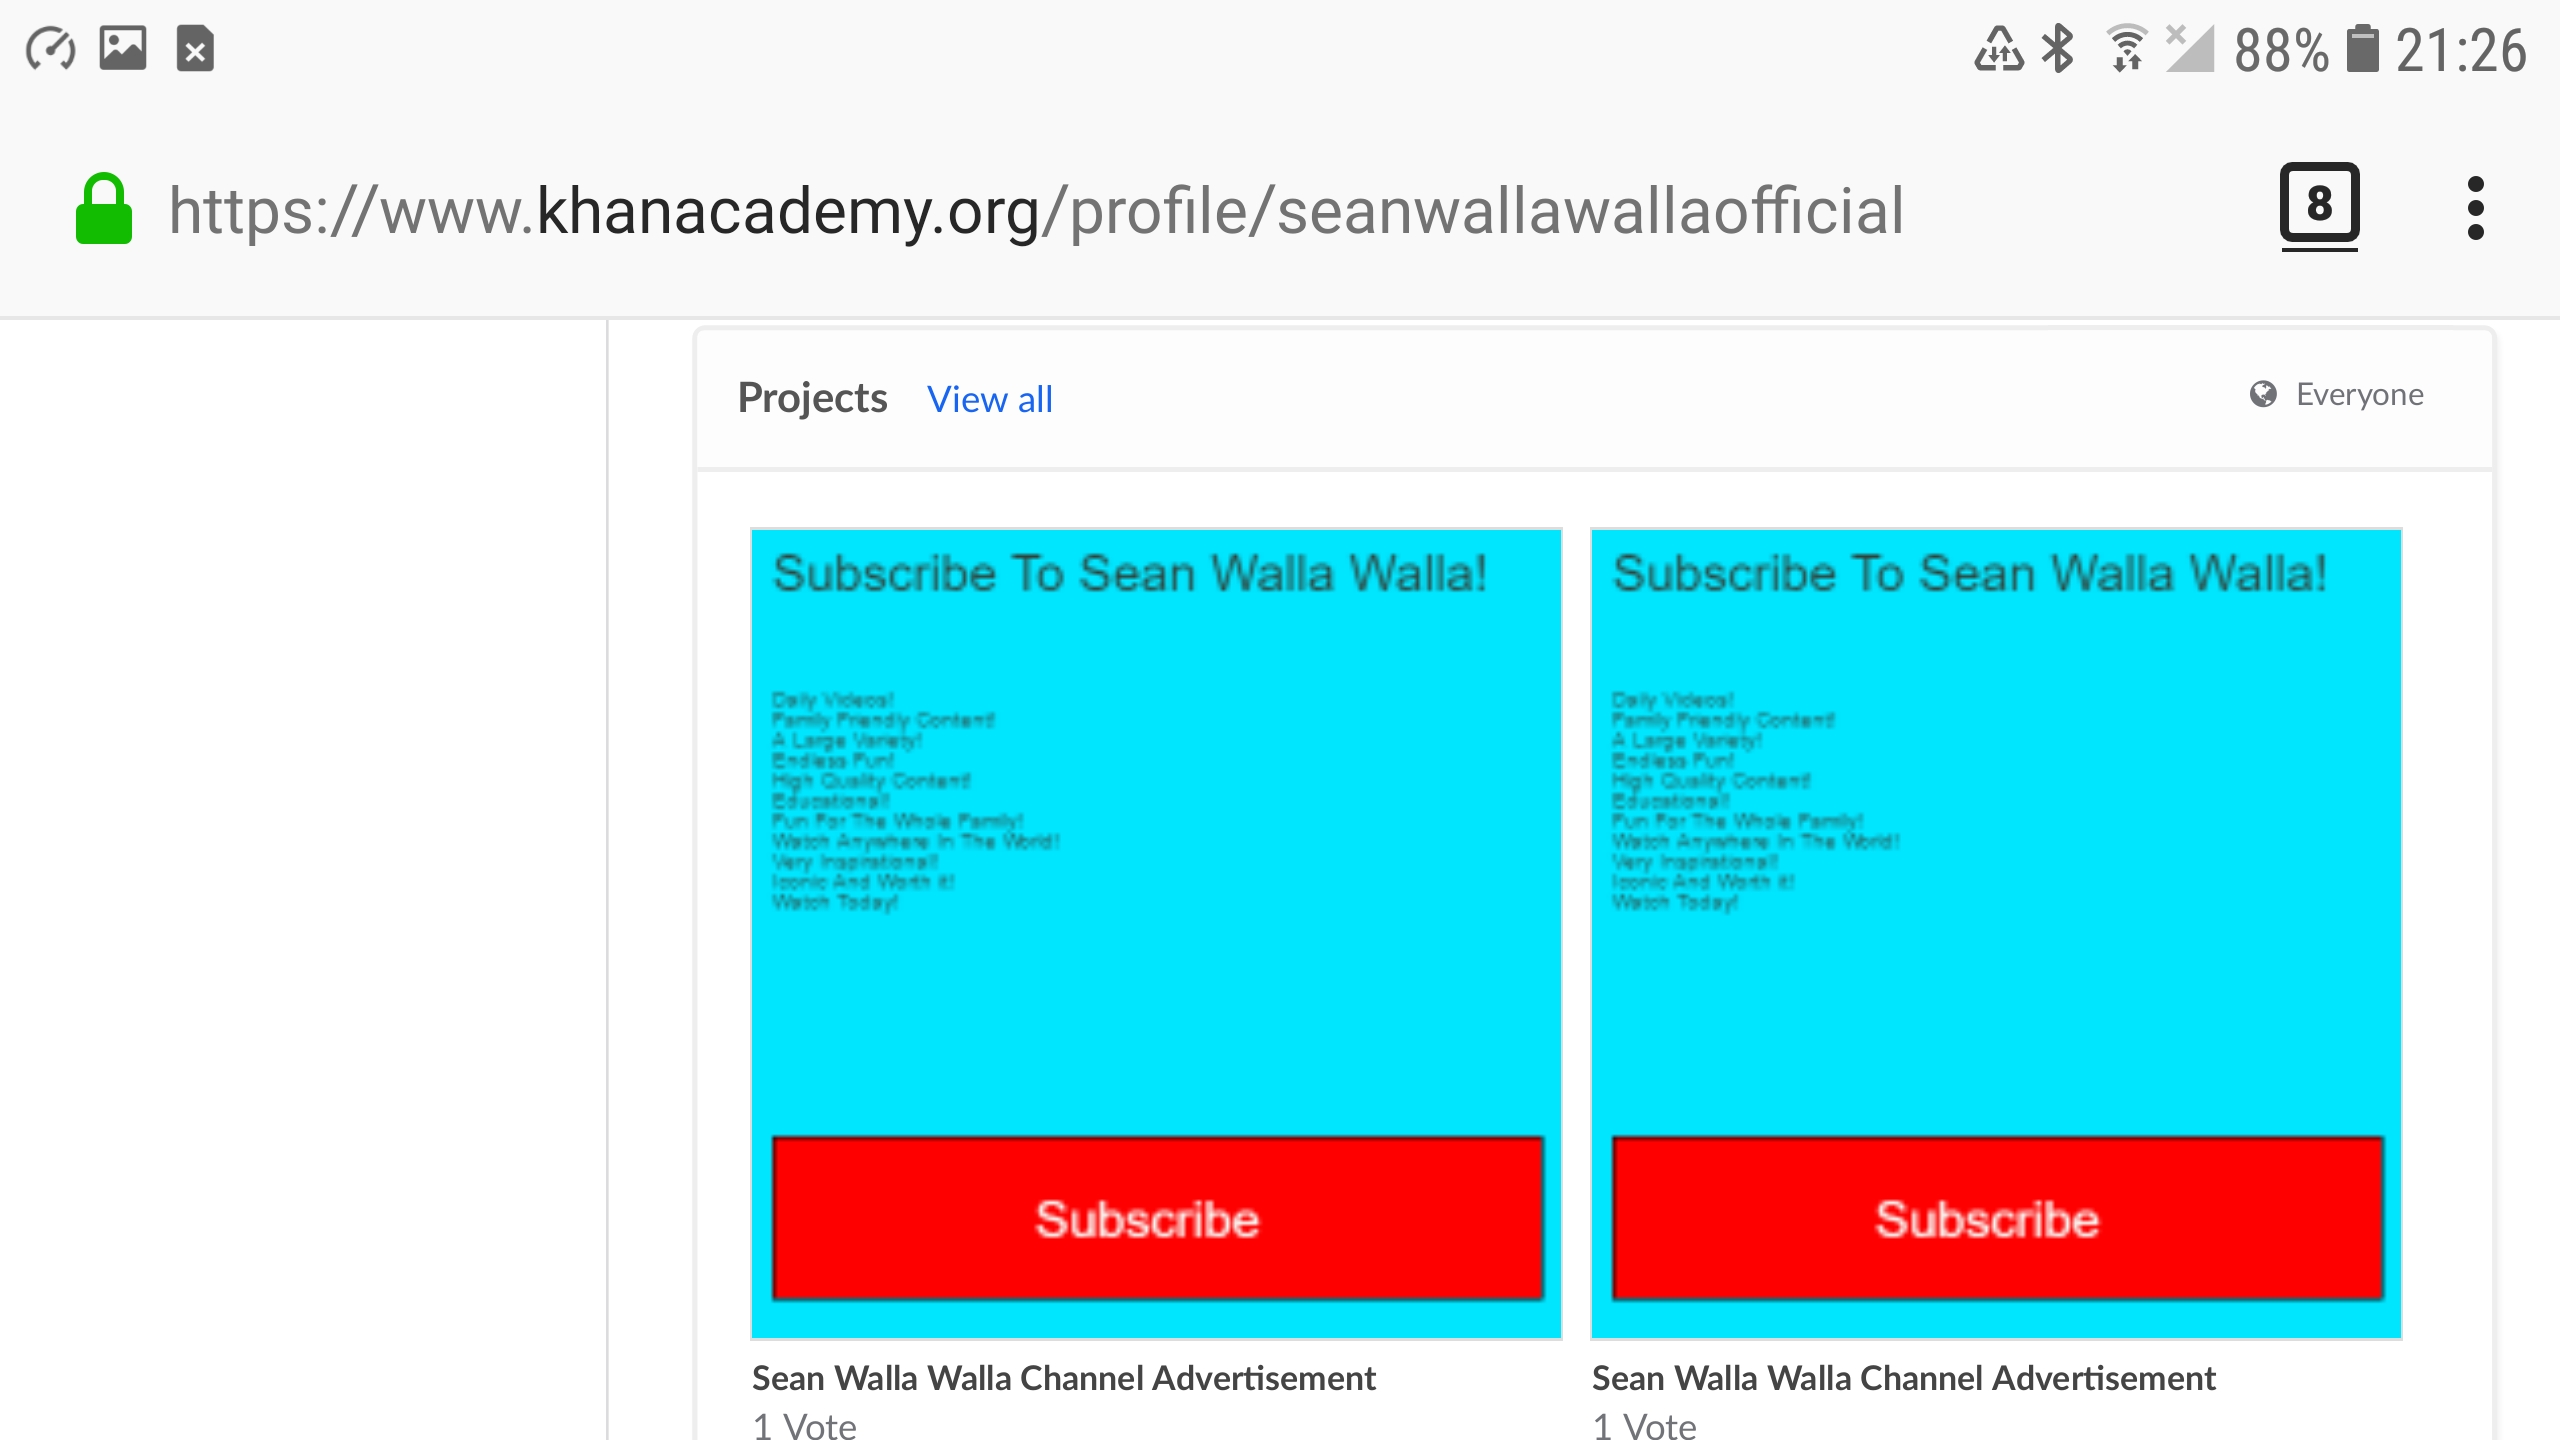 88% 21:26
https://www.khanacademy.org/profile/seanwallawallaofficial
8
Projects View all
Everyone
Subscribe To Sean Walla Walla!
Daily Videos!
Family Friendly Content!
A Large Variety!
Endless Fun!
High Quality Content!
Educational!
Fun For The Whole Family!
Watch Anywhere In The World!
Very Inspirational!
Iconic And Worth it!
Watch Today!
Subscribe
Sean Walla Walla Channel Advertisement
1 Vote
Subscribe To Sean Walla Walla!
Daily Videos!
Family Friendly Content!
A Large Variety!
Endless Fun!
High Quality Content!
Educational!
Fun For The Whole Family!
Watch Anywhere In The World!
Very Inspirational!
Iconic And Worth it!
Watch Today!
Subscribe
Sean Walla Walla Channel Advertisement
1 Vote